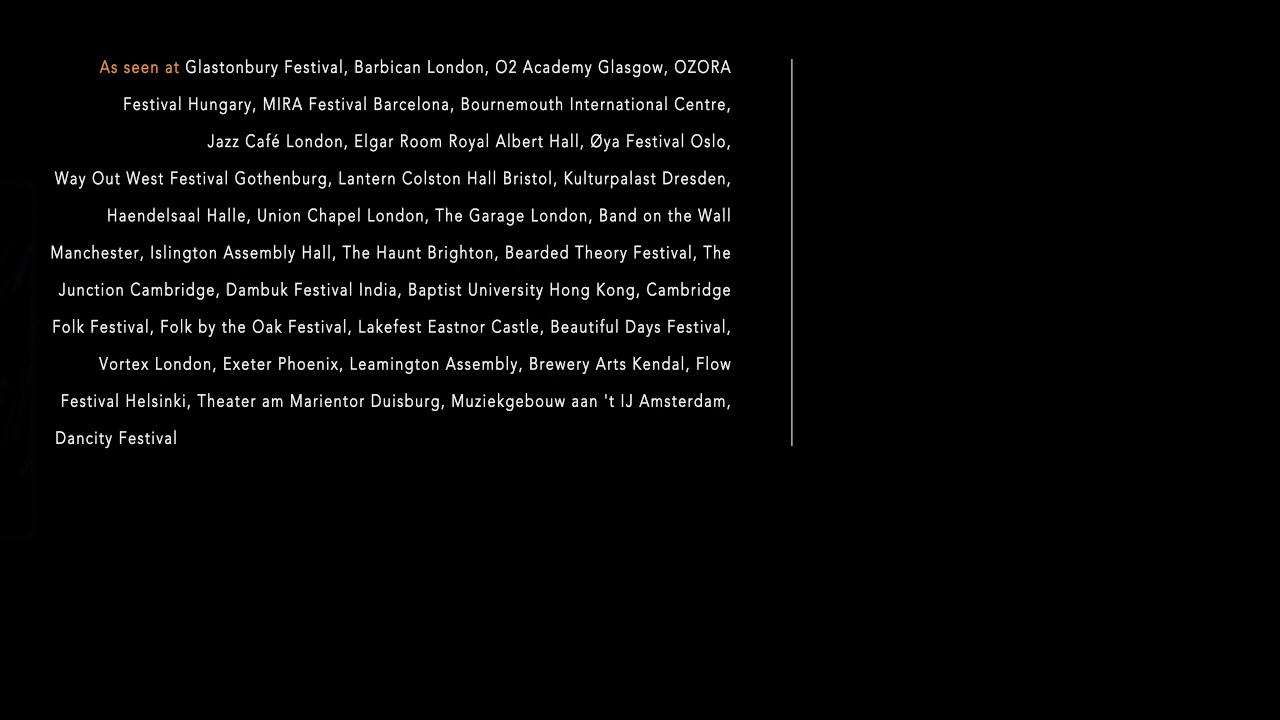 As seen at Glastonbury Festival, Barbican London, O2 Academy Glasgow, OZORA
Festival Hungary, MIRA Festival Barcelona, Bournemouth International Centre,
Jazz Café London, Elgar Room Royal Albert Hall, Øya Festival Oslo,
Way Out West Festival Gothenburg, Lantern Colston Hall Bristol, Kulturpalast Dresden,
Haendelsaal Halle, Union Chapel London, The Garage London, Band on the Wall
Manchester, Islington Assembly Hall, The Haunt Brighton, Bearded Theory Festival, The
Junction Cambridge, Dambuk Festival India, Baptist University Hong Kong, Cambridge
Folk Festival, Folk by the Oak Festival, Lakefest Eastnor Castle, Beautiful Days Festival,
Vortex London, Exeter Phoenix, Leamington Assembly, Brewery Arts Kendal, Flow
Festival Helsinki, Theater am Marientor Duisburg, Muziekgebouw aan 't IJ Amsterdam,
Dancity Festival